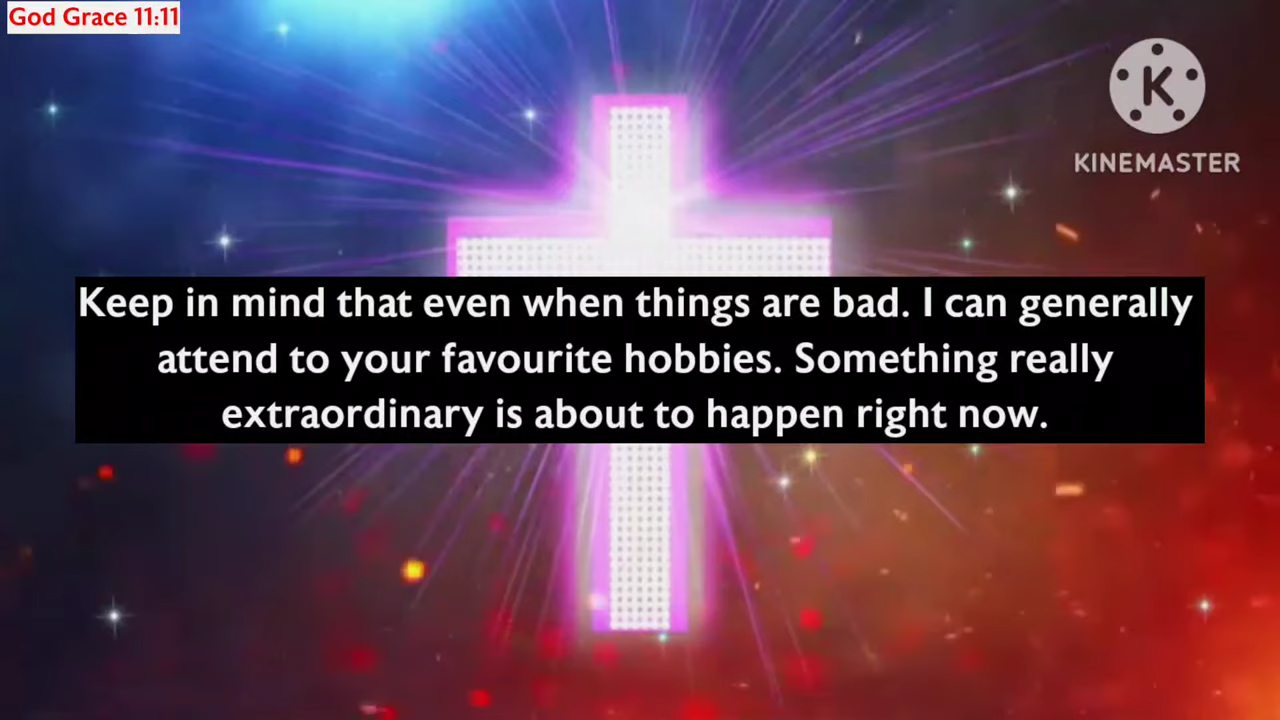 God Grace 11:11
K
KINEMASTER
Keep in mind that even when things are bad. I can generally
attend to your favourite hobbies. Something really
extraordinary is about to happen right now.